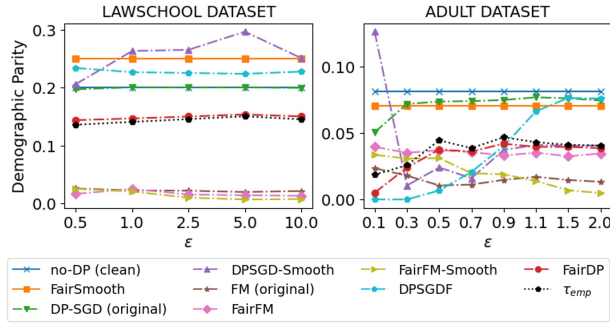 LAWSCHOOL DATASET
ADULT DATASET
Demographic Parity
0.3
0.2
0.1
0.0
0.5 1.0 2.5 5.0 10.0
ε
0.10
0.05
0.00
0.1 0.3 0.5 0.7 0.9 1.1 1.5 2.0
ε
no-DP (clean)
FairSmooth
DP-SGD (original)
DPSGD-Smooth
FM (original)
FairFM
FairFM-Smooth
DPSGDF
FairDP
τemp